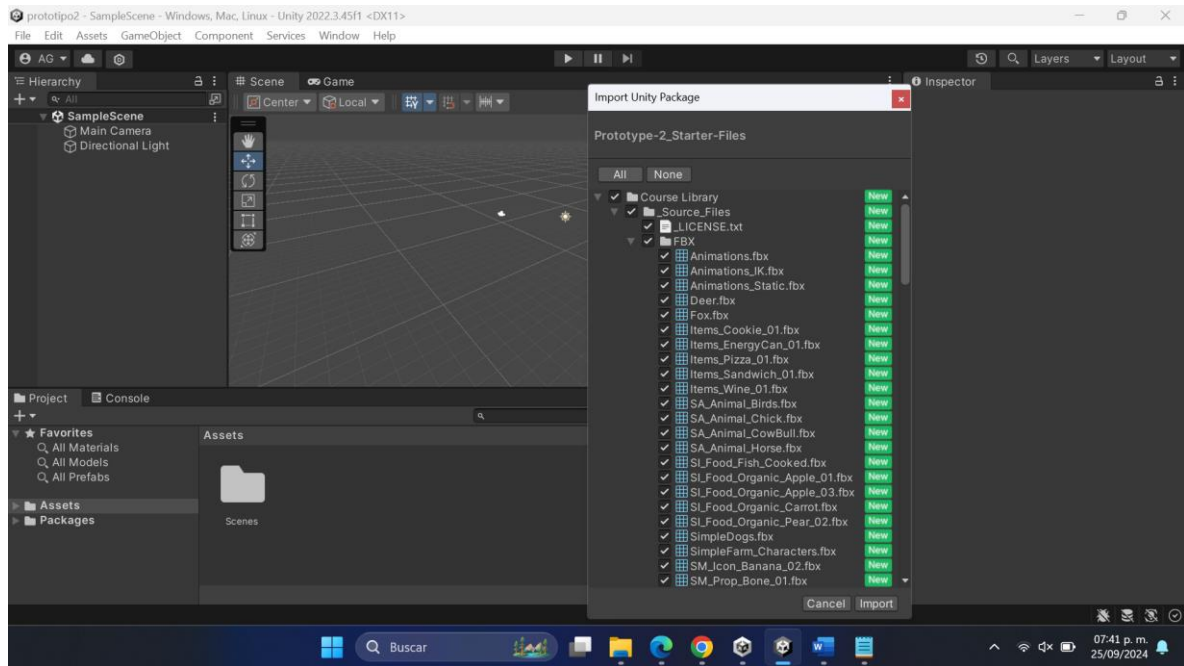 prototipo2 - SampleScene - Windows, Mac, Linux - Unity 2022.3.45f1 <DX11>
File Edit Assets GameObject Component Services Window Help
AG
Layers Layout
Hierarchy
Scene Game
Inspector
All
Center Local
SampleScene
Main Camera
Directional Light
Import Unity Package
Prototype-2_Starter-Files
All None
Course Library New
_Source_Files New
_LICENSE.txt New
FBX New
Animations.fbx New
Animations_IK.fbx New
Animations_Static.fbx New
Deer.fbx New
Fox.fbx New
Items_Cookie_01.fbx New
Items_EnergyCan_01.fbx New
Items_Pizza_01.fbx New
Items_Sandwich_01.fbx New
Items_Wine_01.fbx New
SA_Animal_Birds.fbx New
SA_Animal_Chick.fbx New
SA_Animal_CowBull.fbx New
SA_Animal_Horse.fbx New
SI_Food_Fish_Cooked.fbx New
SI_Food_Organic_Apple_01.fbx New
SI_Food_Organic_Apple_03.fbx New
SI_Food_Organic_Carrot.fbx New
SI_Food_Organic_Pear_02.fbx New
SimpleDogs.fbx New
SimpleFarm_Characters.fbx New
SM_Icon_Banana_02.fbx New
SM_Prop_Bone_01.fbx New
Cancel Import
Project Console
Favorites
All Materials
All Models
All Prefabs
Assets
Packages
Assets
Scenes
Buscar
07:41 p. m.
25/09/2024